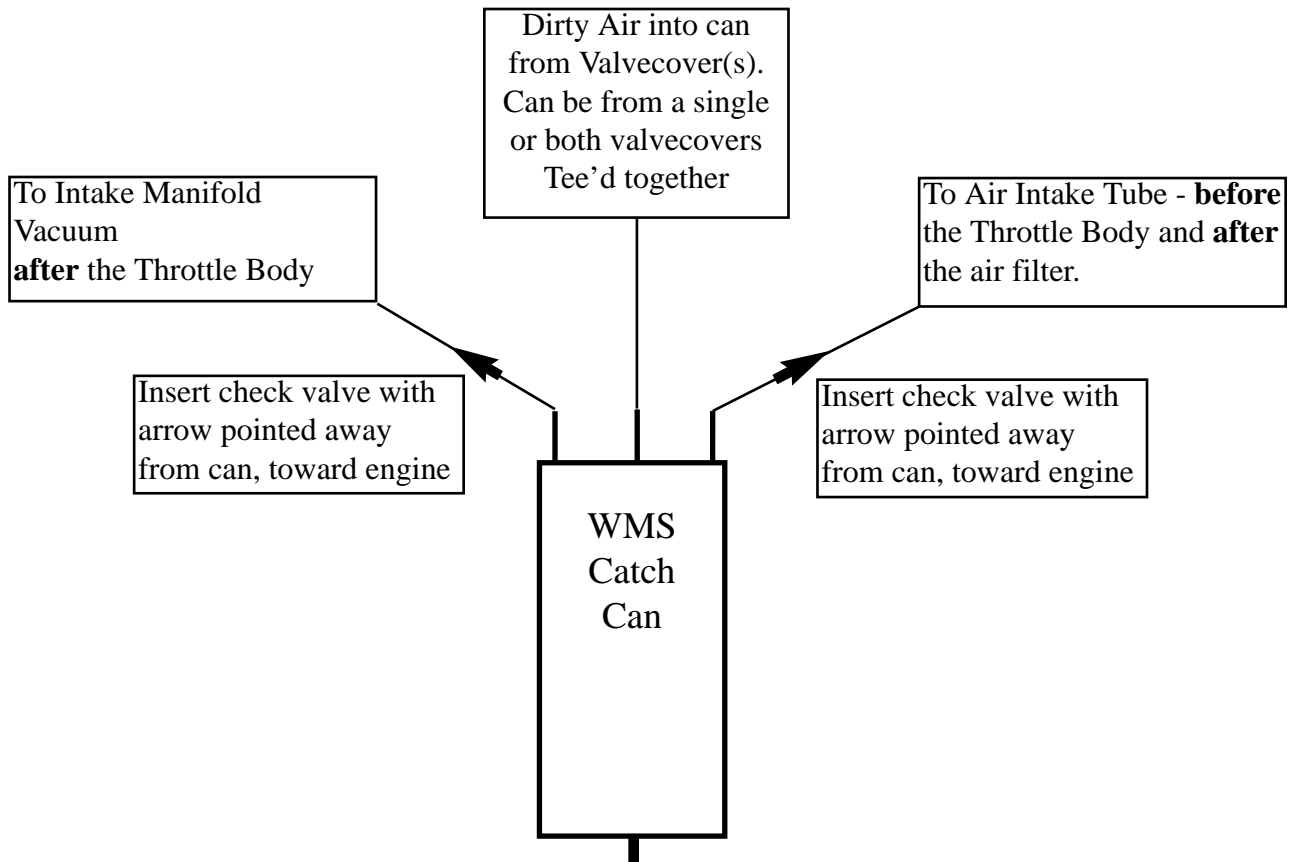 Dirty Air into can
from Valvecover(s).
Can be from a single
or both valvecovers
Tee’d together
To Intake Manifold
Vacuum
after the Throttle Body
To Air Intake Tube - before
the Throttle Body and after
the air filter.
Insert check valve with
arrow pointed away
from can, toward engine
Insert check valve with
arrow pointed away
from can, toward engine
WMS
Catch
Can